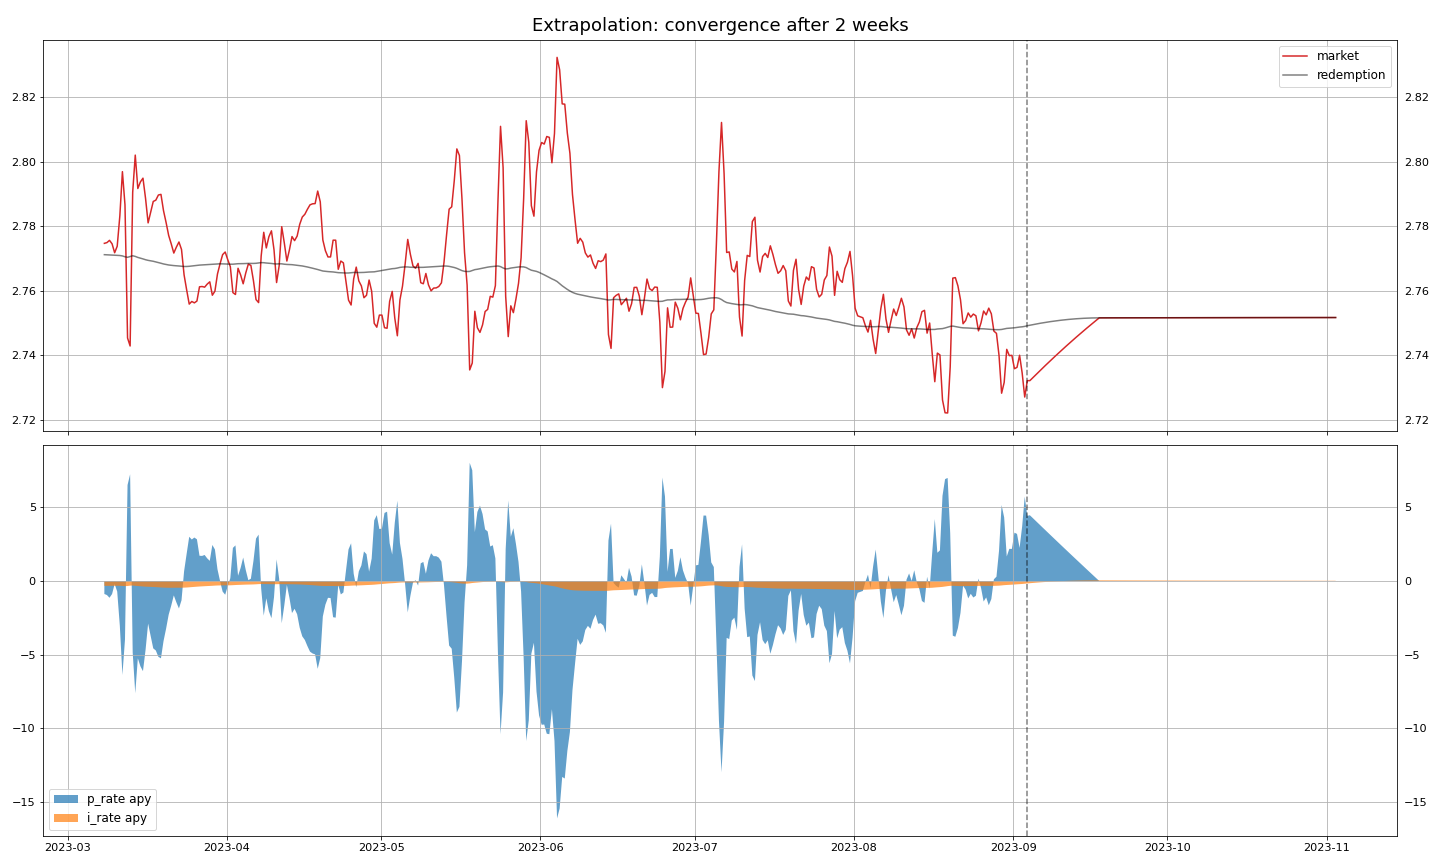 Extrapolation: convergence after 2 weeks
market
redemption
2.82 2.82
2.80 2.80
2.78 2.78
2.76 2.76
2.74 2.74
2.72 2.72
5 5
0 0
−5 −5
−10 −10
−15 −15
p_rate apy
i_rate apy
2023-03 2023-04 2023-05 2023-06 2023-07 2023-08 2023-09 2023-10 2023-11